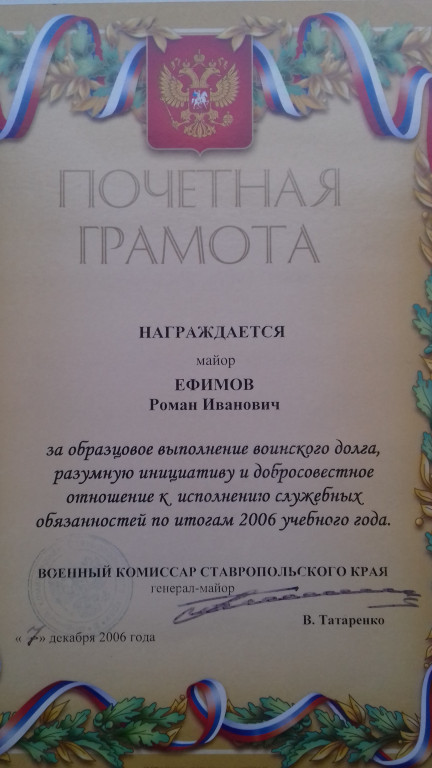 ПОЧЕТНАЯ
ГРАМОТА
НАГРАЖДАЕТСЯ
майор
ЕФИМОВ
Роман Иванович
за образцовое выполнение воинского долга,
разумную инициативу и добросовестное
отношение к исполнению служебных
обязанностей по итогам 2006 учебного года.
ВОЕННЫЙ КОМИССАР СТАВРОПОЛЬСКОГО КРАЯ
генерал-майор
В. Татаренко
« 7 » декабря 2006 года